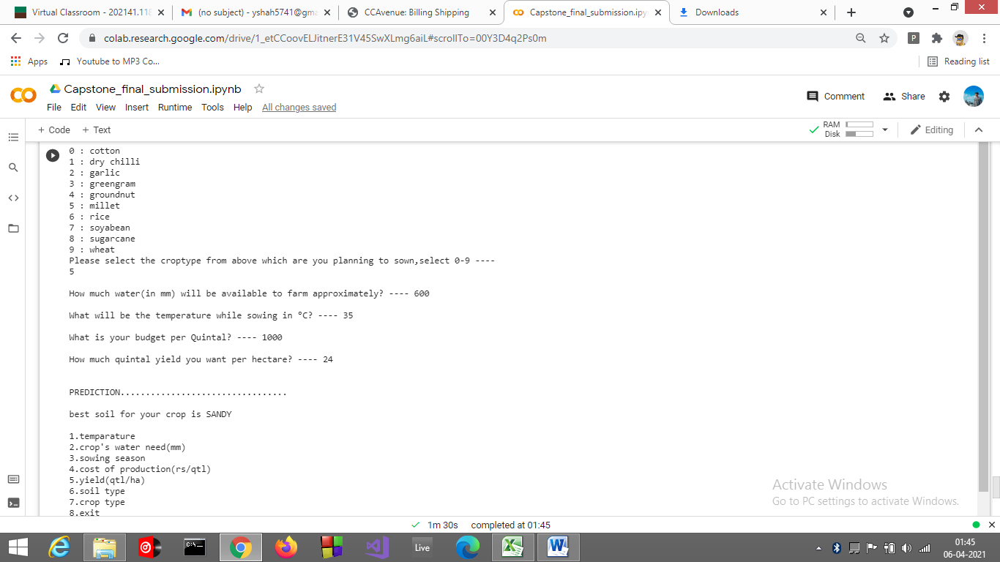 Virtual Classroom - 202141.118
(no subject) - yshah5741@gma
CCAvenue: Billing Shipping
Capstone_final_submission.ipyn
Downloads
colab.research.google.com/drive/1_etCCoovELJitnerE31V45SwXLmg6aiL#scrollTo=00Y3D4q2Ps0m
Apps
Youtube to MP3 Co...
Reading list
Capstone_final_submission.ipynb
File Edit View Insert Runtime Tools Help All changes saved
Comment
Share
+ Code + Text
RAM
Disk
Editing
0 : cotton
1 : dry chilli
2 : garlic
3 : greengram
4 : groundnut
5 : millet
6 : rice
7 : soyabean
8 : sugarcane
9 : wheat
Please select the croptype from above which are you planning to sown,select 0-9 ----
5
How much water(in mm) will be available to farm approximately? ---- 600
What will be the temperature while sowing in °C? ---- 35
What is your budget per Quintal? ---- 1000
How much quintal yield you want per hectare? ---- 24
PREDICTION.................................
best soil for your crop is SANDY
1.temparature
2.crop's water need(mm)
3.sowing season
4.cost of production(rs/qtl)
5.yield(qtl/ha)
6.soil type
7.crop type
8.exit
Activate Windows
Go to PC settings to activate Windows.
1m 30s completed at 01:45
Live
01:45
06-04-2021